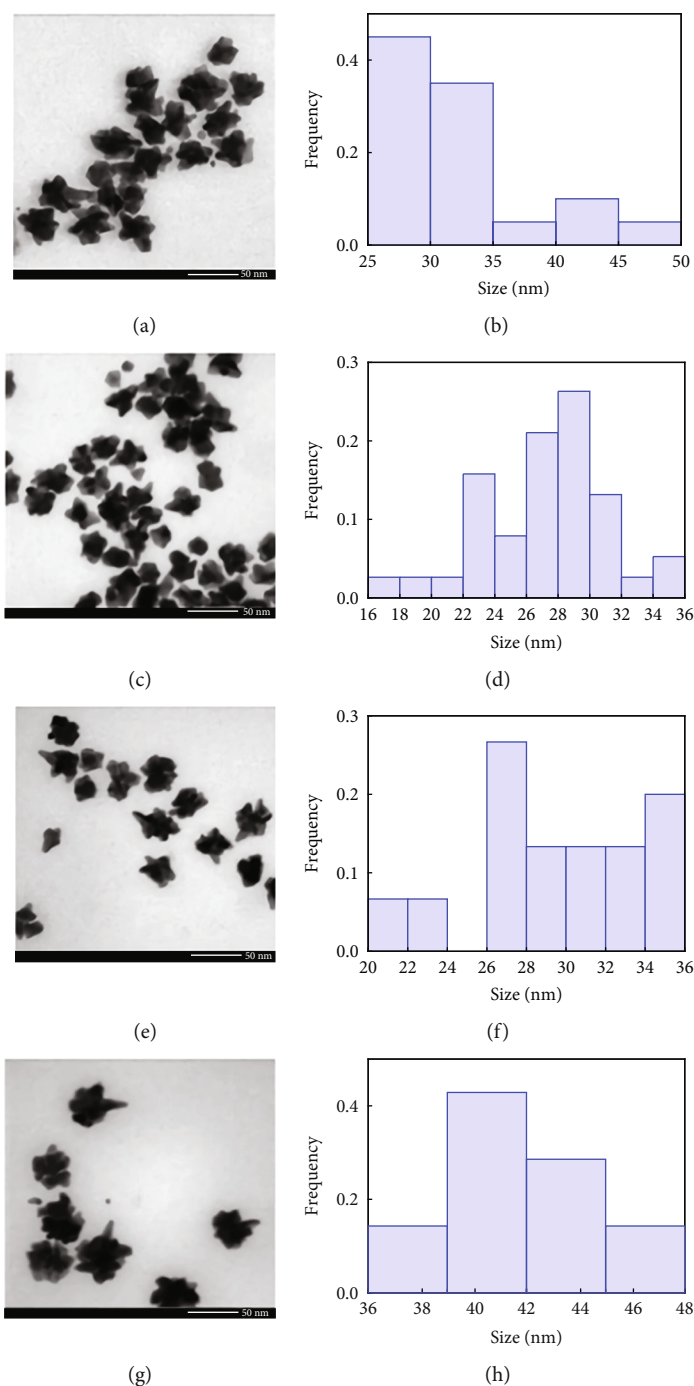 50 nm
(a)
0.4
0.2
0.0
Frequency
25 30 35 40 45 50
Size (nm)
(b)
50 nm
(c)
0.3
0.2
0.1
0.0
Frequency
16 18 20 22 24 26 28 30 32 34 36
Size (nm)
(d)
50 nm
(e)
0.3
0.2
0.1
0.0
Frequency
20 22 24 26 28 30 32 34 36
Size (nm)
(f)
50 nm
(g)
0.4
0.2
0.0
Frequency
36 38 40 42 44 46 48
Size (nm)
(h)